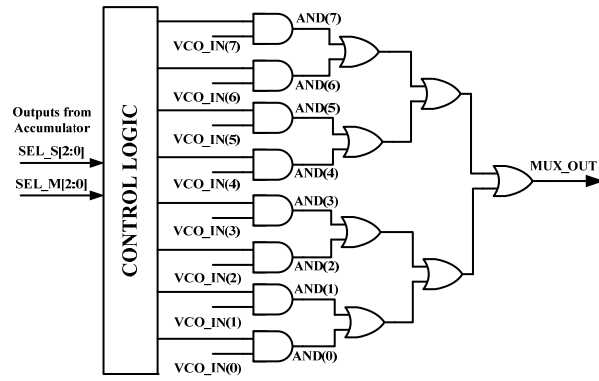 AND(7)
VCO_IN(7)
VCO_IN(6)
AND(6)
AND(5)
VCO_IN(5)
AND(4)
VCO_IN(4)
Outputs from
Accumulator
SEL_S[2:0]
SEL_M[2:0]
CONTROL LOGIC
MUX_OUT
AND(3)
VCO_IN(3)
VCO_IN(2)
AND(2)
AND(1)
VCO_IN(1)
AND(0)
VCO_IN(0)